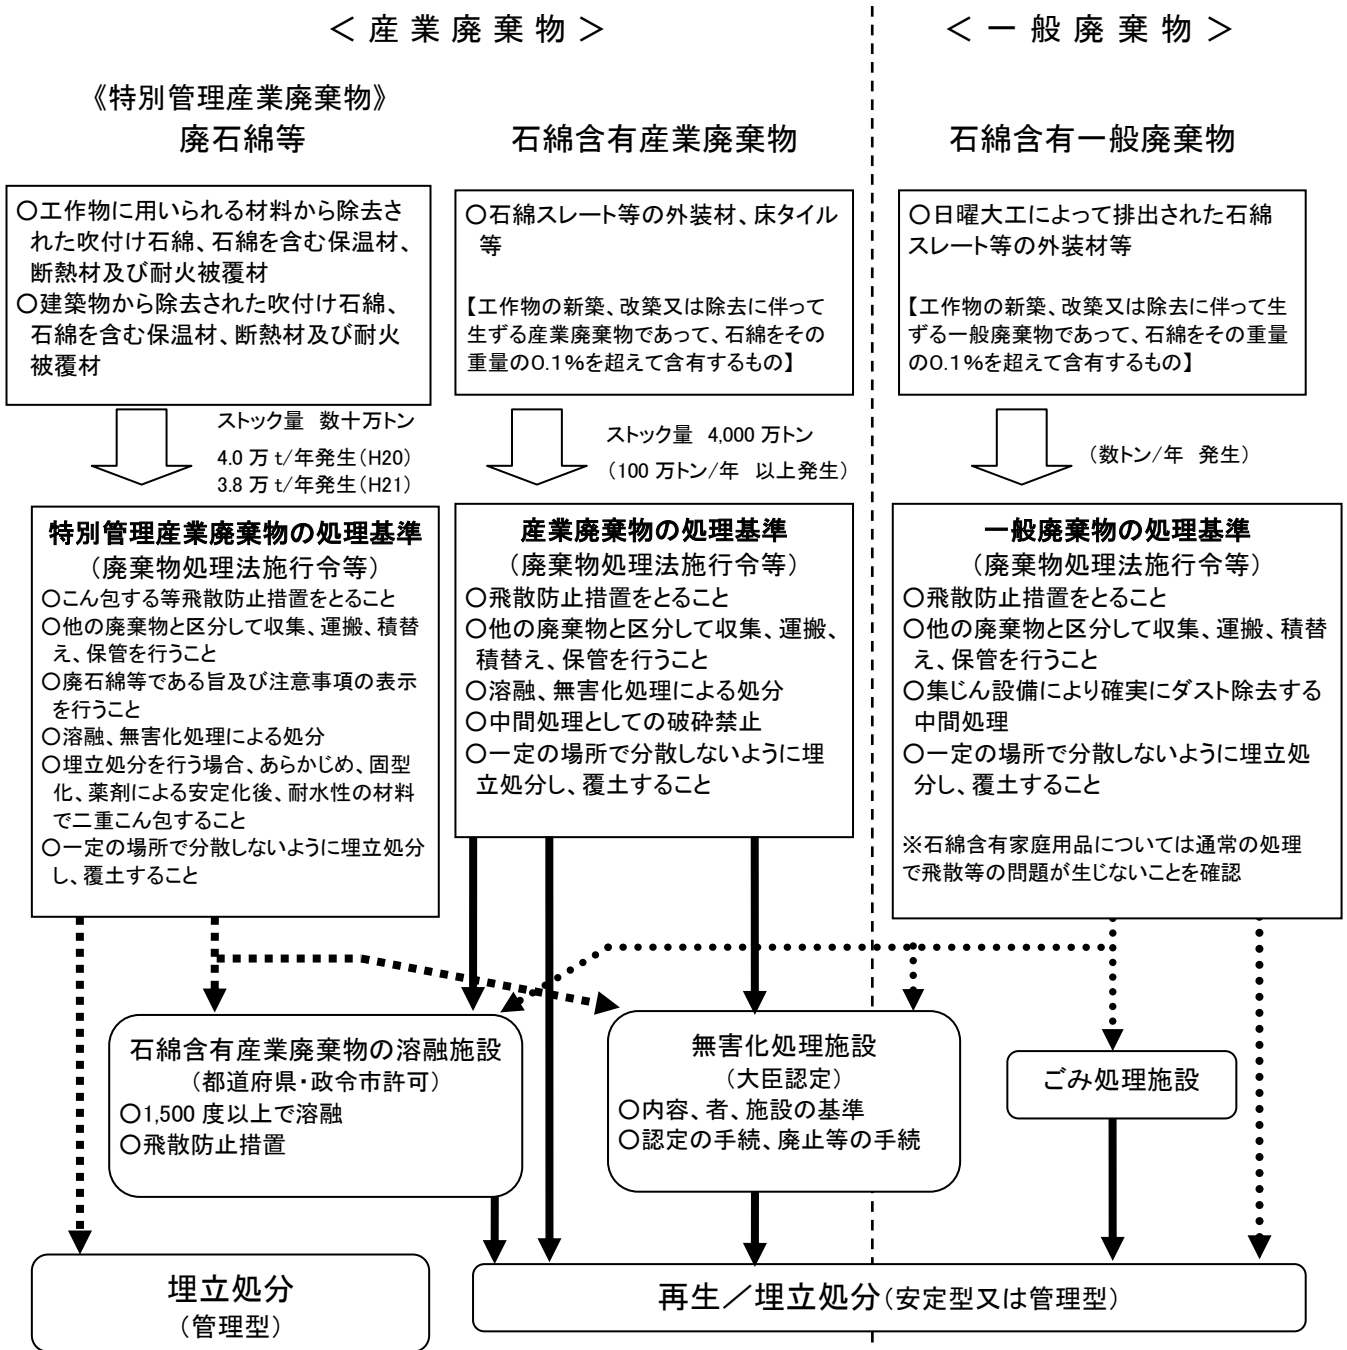 ＜産業廃棄物＞
＜一般廃棄物＞
《特別管理産業廃棄物》
廃石綿等
石綿含有産業廃棄物
石綿含有一般廃棄物
○工作物に用いられる材料から除去さ
れた吹付け石綿、石綿を含む保温材、
断熱材及び耐火被覆材
○建築物から除去された吹付け石綿、
石綿を含む保温材、断熱材及び耐火
被覆材
○石綿スレート等の外装材、床タイル
等
【工作物の新築、改築又は除去に伴って
生ずる産業廃棄物であって、石綿をその
重量の0.1%を超えて含有するもの】
○日曜大工によって排出された石綿
スレート等の外装材等
【工作物の新築、改築又は除去に伴って生
ずる一般廃棄物であって、石綿をその重量
の0.1%を超えて含有するもの】
ストック量 数十万トン
4.0 万 t/年発生(H20)
3.8 万 t/年発生(H21)
ストック量 4,000 万トン
(100 万トン/年 以上発生)
(数トン/年 発生)
特別管理産業廃棄物の処理基準
(廃棄物処理法施行令等)
○こん包する等飛散防止措置をとること
○他の廃棄物と区分して収集、運搬、積替
え、保管を行うこと
○廃石綿等である旨及び注意事項の表示
を行うこと
○溶融、無害化処理による処分
○埋立処分を行う場合、あらかじめ、固型
化、薬剤による安定化後、耐水性の材料
で二重こん包すること
○一定の場所で分散しないように埋立処分
し、覆土すること
産業廃棄物の処理基準
(廃棄物処理法施行令等)
○飛散防止措置をとること
○他の廃棄物と区分して収集、運搬、
積替え、保管を行うこと
○溶融、無害化処理による処分
○中間処理としての破砕禁止
○一定の場所で分散しないように埋
立処分し、覆土すること
一般廃棄物の処理基準
(廃棄物処理法施行令等)
○飛散防止措置をとること
○他の廃棄物と区分して収集、運搬、積替
え、保管を行うこと
○集じん設備により確実にダスト除去する
中間処理
○一定の場所で分散しないように埋立処
分し、覆土すること
※石綿含有家庭用品については通常の処理
で飛散等の問題が生じないことを確認
石綿含有産業廃棄物の溶融施設
(都道府県・政令市許可)
○1,500 度以上で溶融
○飛散防止措置
無害化処理施設
(大臣認定)
○内容、者、施設の基準
○認定の手続、廃止等の手続
ごみ処理施設
埋立処分
(管理型)
再生／埋立処分(安定型又は管理型)